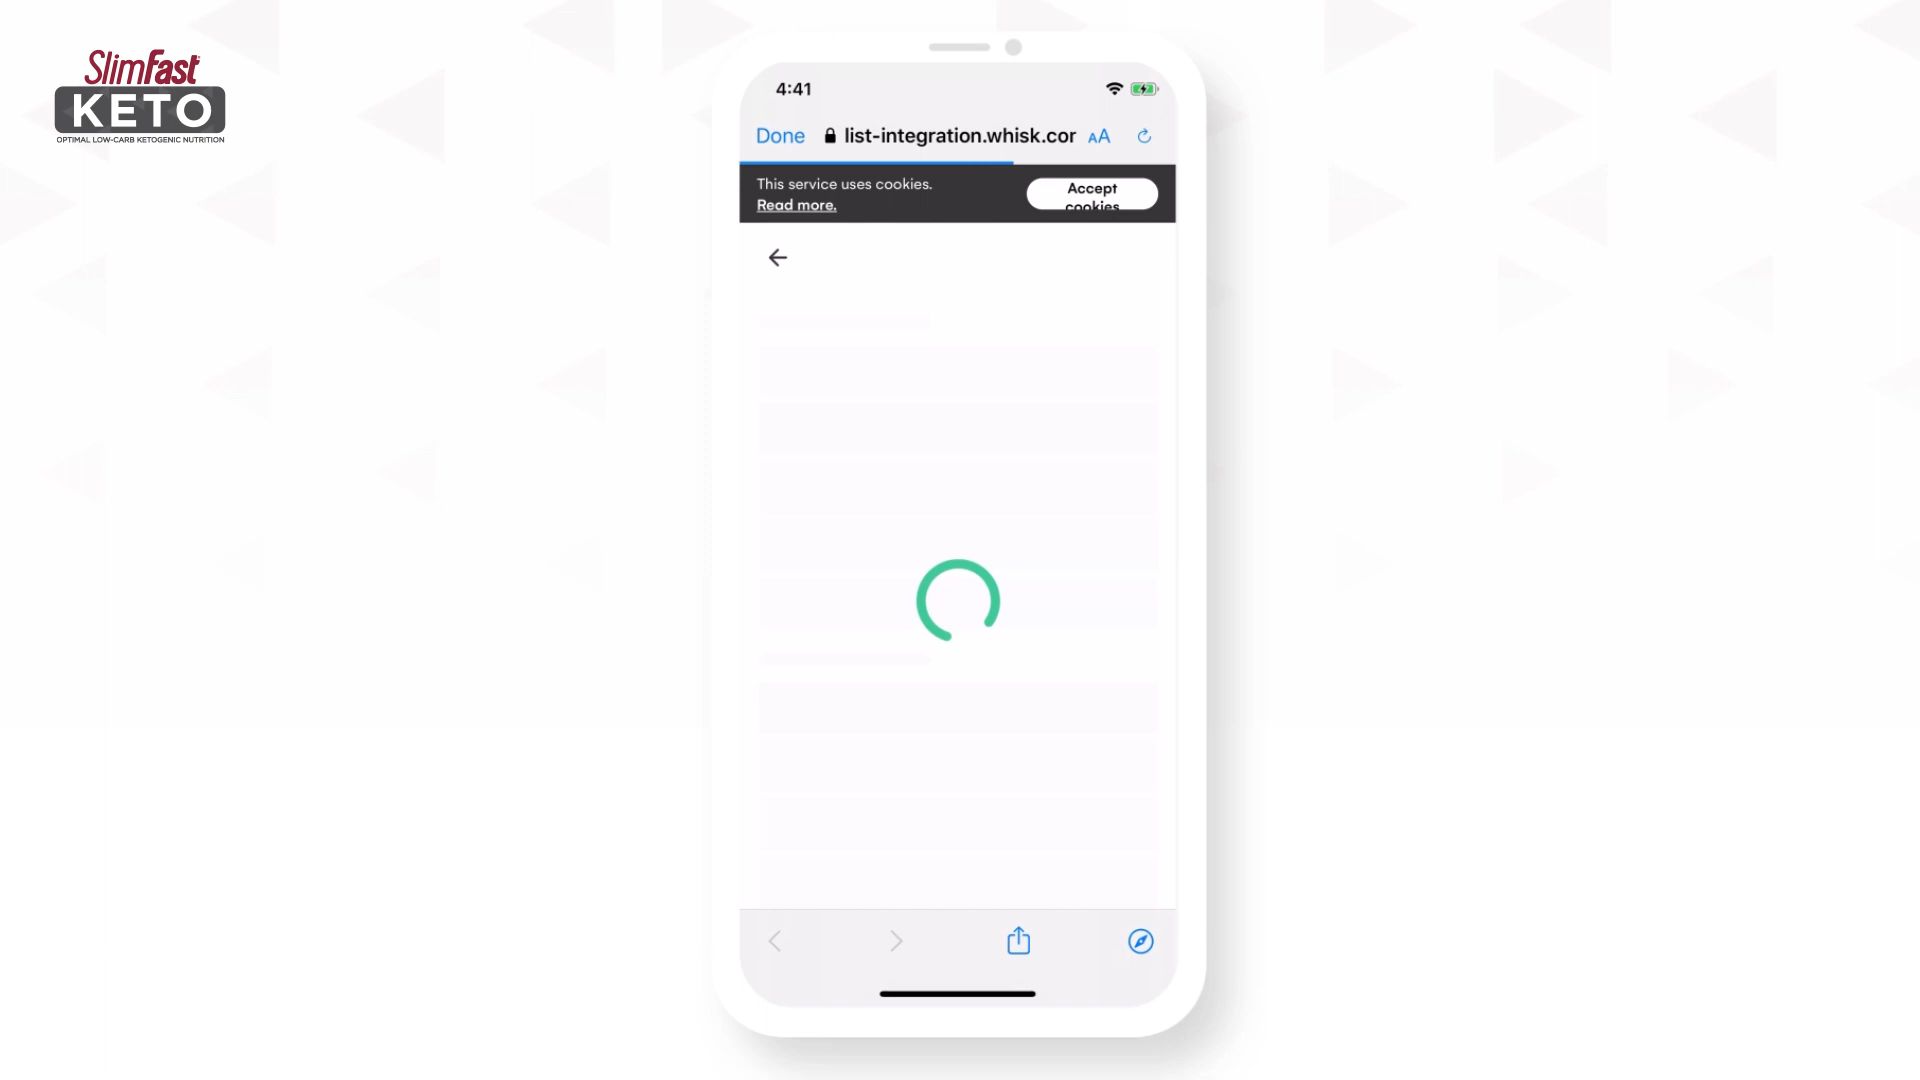 SlimFast
KETO
OPTIMAL LOW-CARB KETOGENIC NUTRITION
4:41
Done
list-integration.whisk.cor
AA
This service uses cookies.
Read more.
Accept
cookies